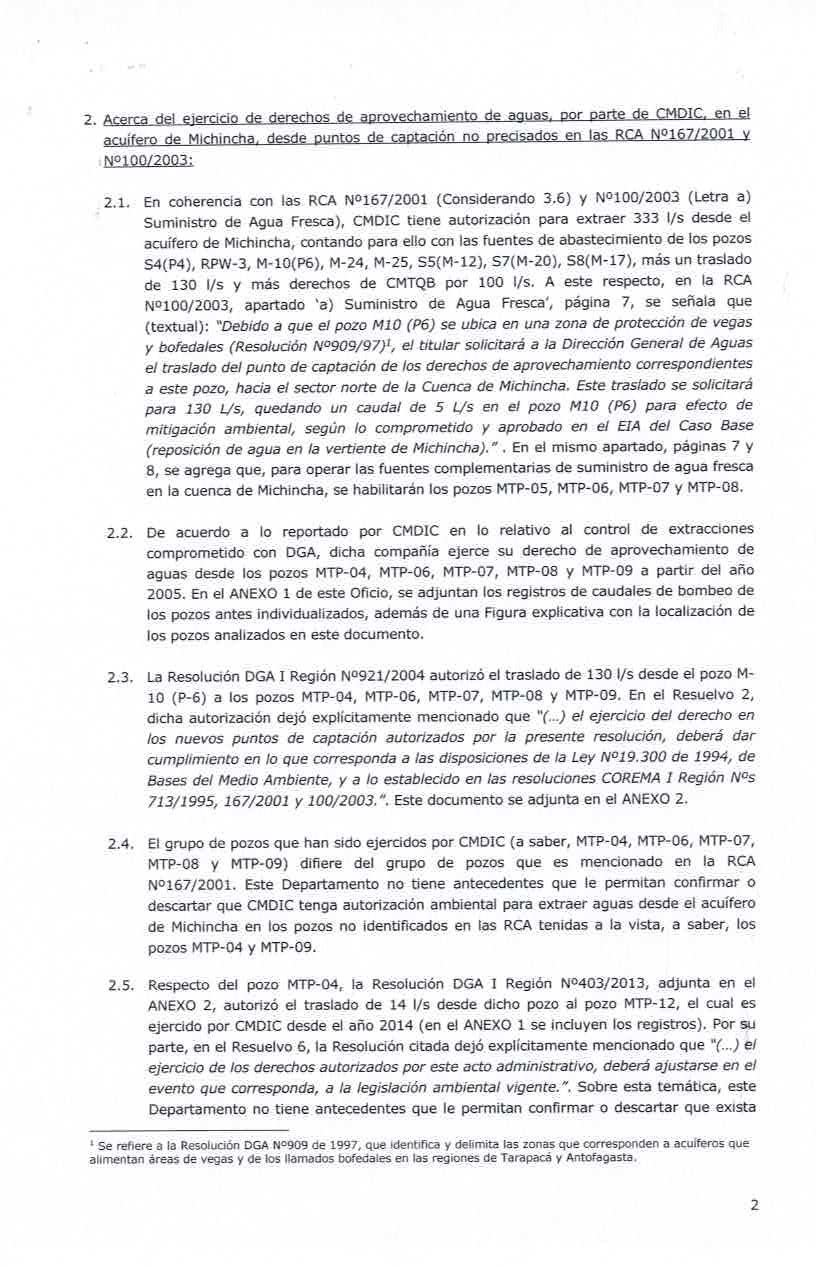 2. Acerca del ejercicio de derechos de aprovechamiento de aguas, por parte de CMDIC, en el
acuífero de Michincha, desde puntos de captación no precisados en las RCA Nº167/2001 y
Nº100/2003:
2.1. En coherencia con las RCA Nº167/2001 (Considerando 3.6) y Nº100/2003 (Letra a)
Suministro de Agua Fresca), CMDIC tiene autorización para extraer 333 l/s desde el
acuífero de Michincha, contando para ello con las fuentes de abastecimiento de los pozos
S4(P4), RPW-3, M-10(P6), M-24, M-25, S5(M-12), S7(M-20), S8(M-17), más un traslado
de 130 l/s y más derechos de CMTQB por 100 l/s. A este respecto, en la RCA
Nº100/2003, apartado 'a) Suministro de Agua Fresca', página 7, se señala que
(textual): "Debido a que el pozo M10 (P6) se ubica en una zona de protección de vegas
y bofedales (Resolución Nº909/97)¹, el titular solicitará a la Dirección General de Aguas
el traslado del punto de captación de los derechos de aprovechamiento correspondientes
a este pozo, hacia el sector norte de la Cuenca de Michincha. Este traslado se solicitará
para 130 L/s, quedando un caudal de 5 L/s en el pozo M10 (P6) para efecto de
mitigación ambiental, según lo comprometido y aprobado en el EIA del Caso Base
(reposición de agua en la vertiente de Michincha)." . En el mismo apartado, páginas 7 y
8, se agrega que, para operar las fuentes complementarias de suministro de agua fresca
en la cuenca de Michincha, se habilitarán los pozos MTP-05, MTP-06, MTP-07 y MTP-08.
2.2. De acuerdo a lo reportado por CMDIC en lo relativo al control de extracciones
comprometido con DGA, dicha compañía ejerce su derecho de aprovechamiento de
aguas desde los pozos MTP-04, MTP-06, MTP-07, MTP-08 y MTP-09 a partir del año
2005. En el ANEXO 1 de este Oficio, se adjuntan los registros de caudales de bombeo de
los pozos antes individualizados, además de una Figura explicativa con la localización de
los pozos analizados en este documento.
2.3. La Resolución DGA I Región Nº921/2004 autorizó el traslado de 130 l/s desde el pozo M-
10 (P-6) a los pozos MTP-04, MTP-06, MTP-07, MTP-08 y MTP-09. En el Resuelvo 2,
dicha autorización dejó explícitamente mencionado que "(...) el ejercicio del derecho en
los nuevos puntos de captación autorizados por la presente resolución, deberá dar
cumplimiento en lo que corresponda a las disposiciones de la Ley Nº19.300 de 1994, de
Bases del Medio Ambiente, y a lo establecido en las resoluciones COREMA I Región Nºs
713/1995, 167/2001 y 100/2003.". Este documento se adjunta en el ANEXO 2.
2.4. El grupo de pozos que han sido ejercidos por CMDIC (a saber, MTP-04, MTP-06, MTP-07,
MTP-08 y MTP-09) difiere del grupo de pozos que es mencionado en la RCA
Nº167/2001. Este Departamento no tiene antecedentes que le permitan confirmar o
descartar que CMDIC tenga autorización ambiental para extraer aguas desde el acuífero
de Michincha en los pozos no identificados en las RCA tenidas a la vista, a saber, los
pozos MTP-04 y MTP-09.
2.5. Respecto del pozo MTP-04, la Resolución DGA I Región Nº403/2013, adjunta en el
ANEXO 2, autorizó el traslado de 14 l/s desde dicho pozo al pozo MTP-12, el cual es
ejercido por CMDIC desde el año 2014 (en el ANEXO 1 se incluyen los registros). Por su
parte, en el Resuelvo 6, la Resolución citada dejó explícitamente mencionado que "(...) el
ejercicio de los derechos autorizados por este acto administrativo, deberá ajustarse en el
evento que corresponda, a la legislación ambiental vigente.". Sobre esta temática, este
Departamento no tiene antecedentes que le permitan confirmar o descartar que exista
¹ Se refiere a la Resolución DGA Nº909 de 1997, que identifica y delimita las zonas que corresponden a acuíferos que
alimentan áreas de vegas y de los llamados bofedales en las regiones de Tarapacá y Antofagasta.
2